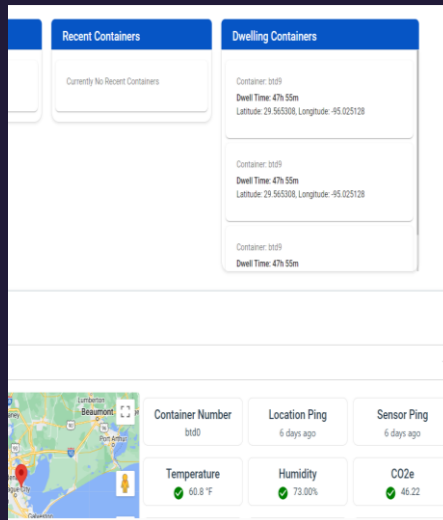 Recent Containers
Currently No Recent Containers
Dwelling Containers
Container: btd9
Dwell Time: 47h 55m
Latitude: 29.565308, Longitude: -95.025128
Container: btd9
Dwell Time: 47h 55m
Latitude: 29.565308, Longitude: -95.025128
Container: btd9
Dwell Time: 47h 55m
Lumberton
Beaumont
Port Arthur
Galveston
Container Number
btd0
Location Ping
6 days ago
Sensor Ping
6 days ago
Temperature
60.8 °F
Humidity
73.00%
CO2e
46.22